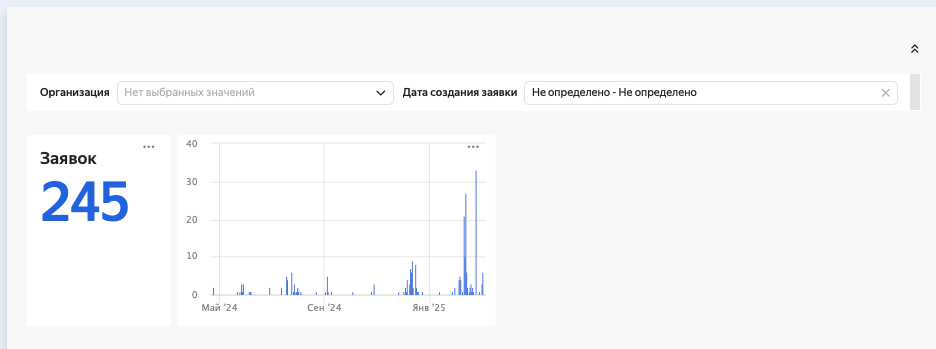 Организация Нет выбранных значений Дата создания заявки Не определено - Не определено
Заявок
245
40
30
20
10
0
Май '24 Сен '24 Янв '25